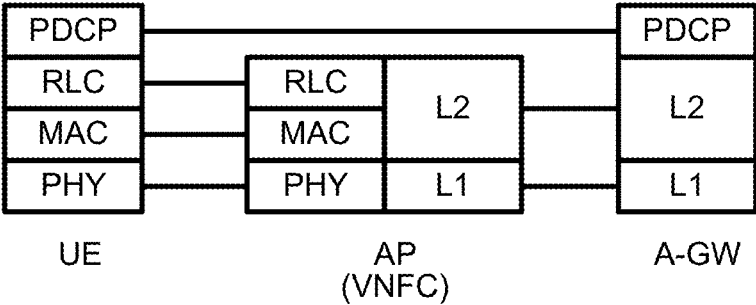 PDCP PDCP
RLC RLC L2 L2
MAC MAC
PHY PHY L1 L1
UE AP A-GW
(VNFC)